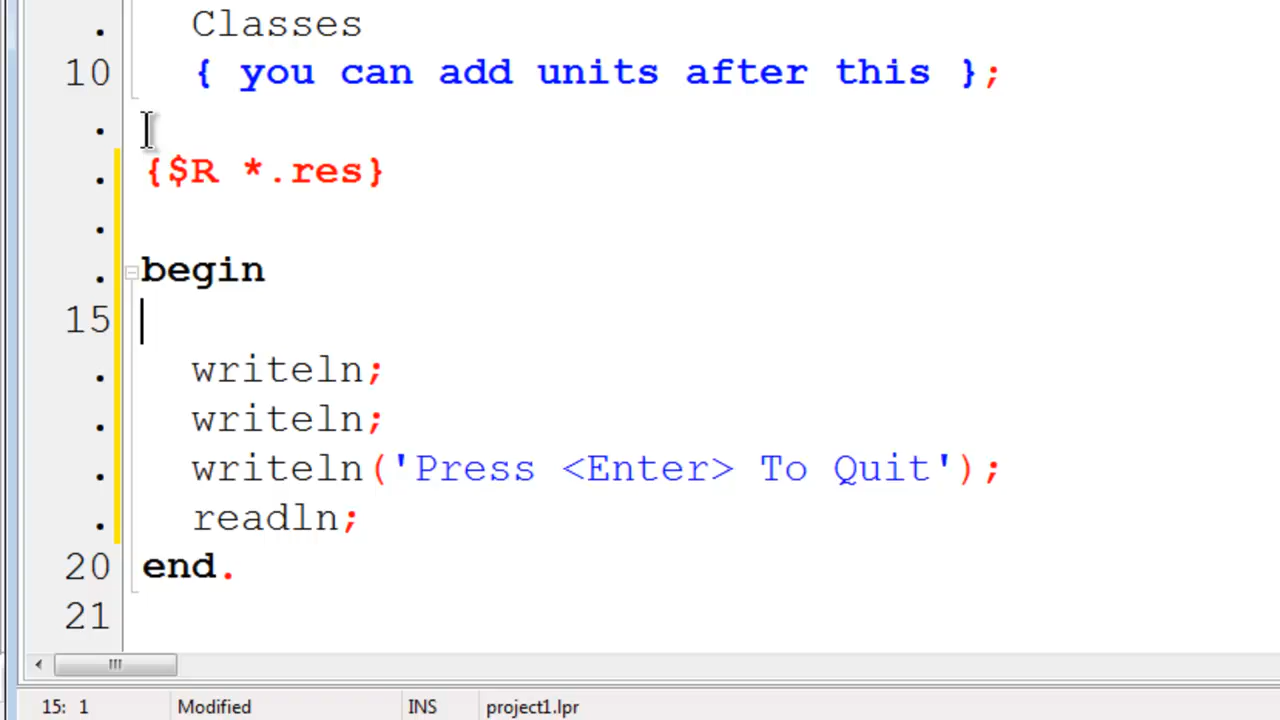 . Classes
10 { you can add units after this };
.
. {$R *.res}
.
. begin
15
. writeln;
. writeln;
. writeln('Press <Enter> To Quit');
. readln;
20 end.
21
15: 1 Modified INS project1.lpr